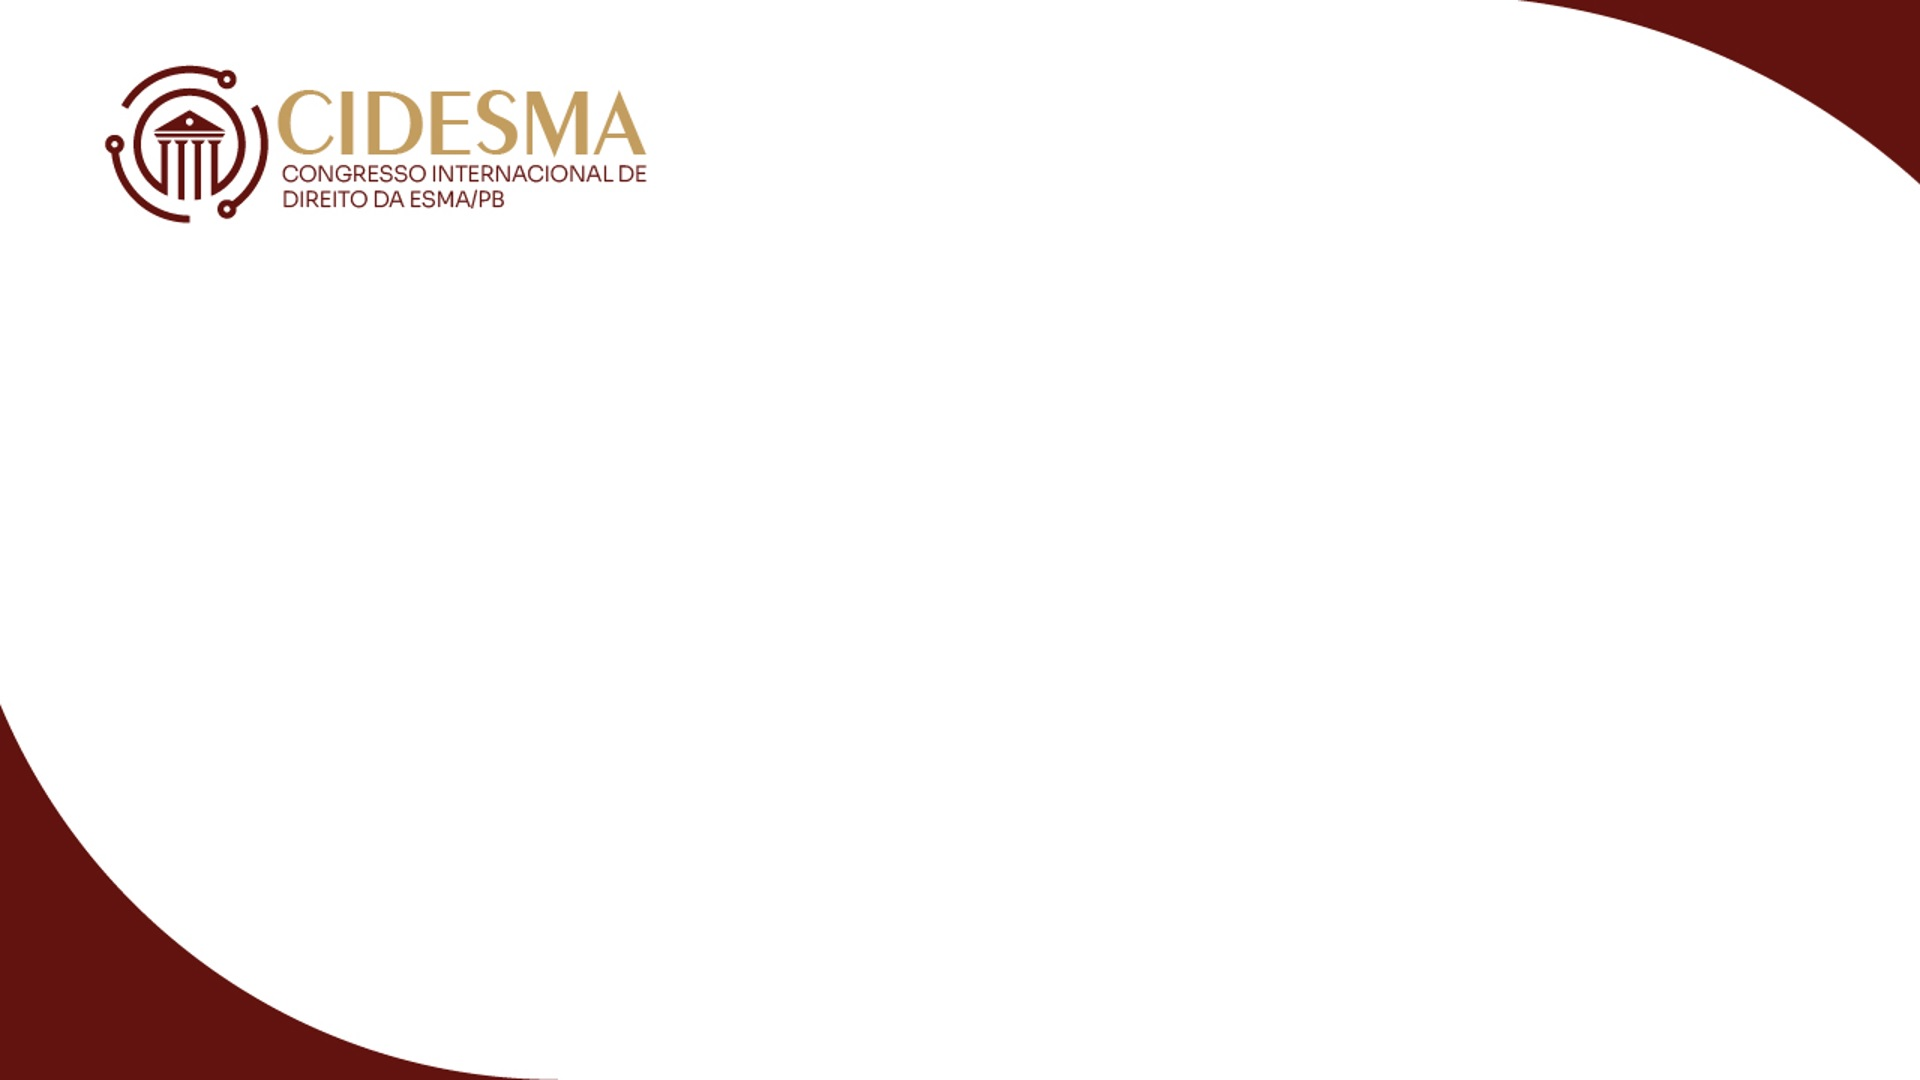 CIDESMA
CONGRESSO INTERNACIONAL DE
DIREITO DA ESMA/PB